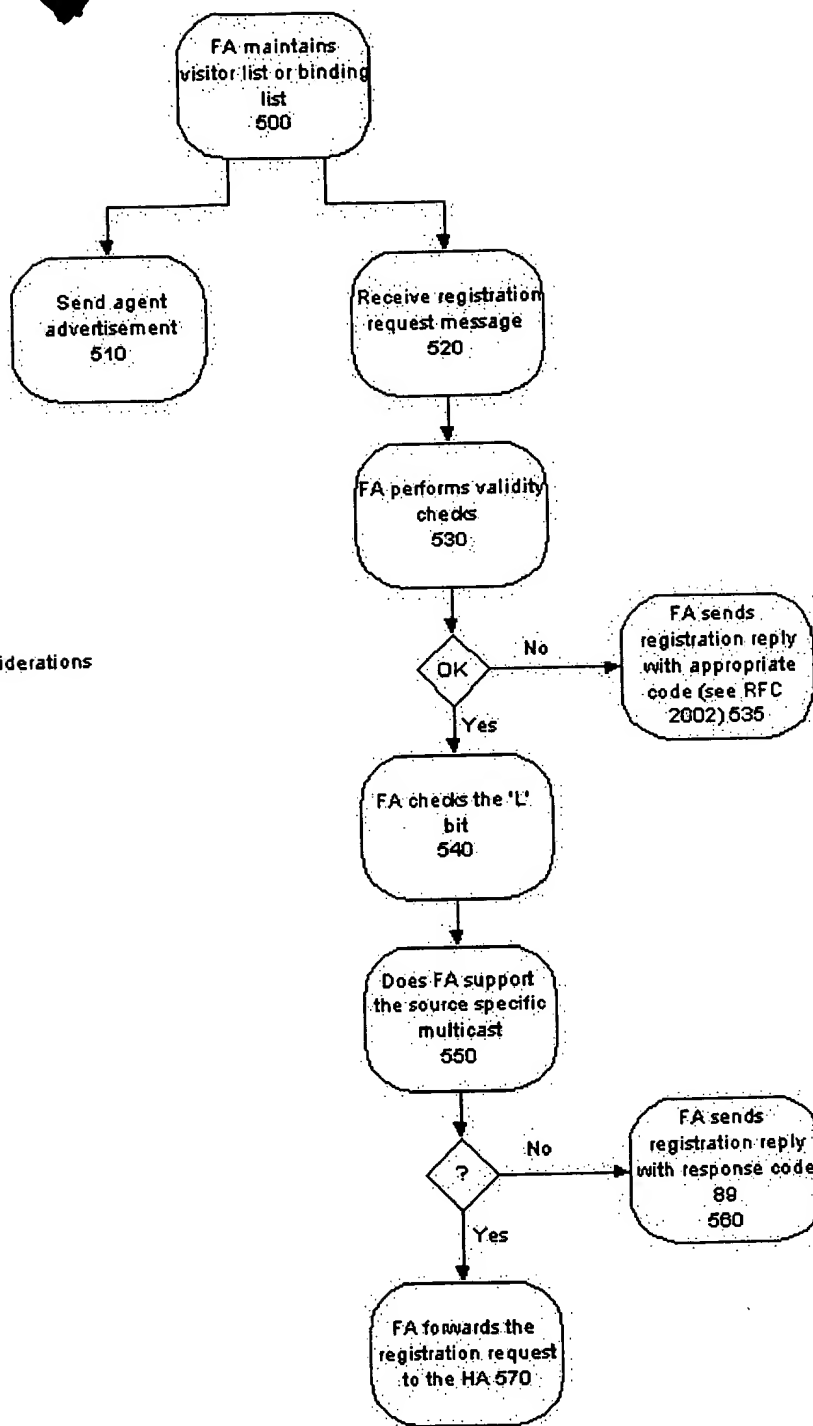 FA maintains
visitor list or binding
list
500
Send agent
advertisement
510
Receive registration
request message
520
FA performs validity
checks
530
OK
No
FA sends
registration reply
with appropriate
code (see RFC
2002) 535
Yes
FA checks the 'L'
bit
540
Does FA support
the source specific
multicast
550
?
No
FA sends
registration reply
with response code
89
560
Yes
FA forwards the
registration request
to the HA 570